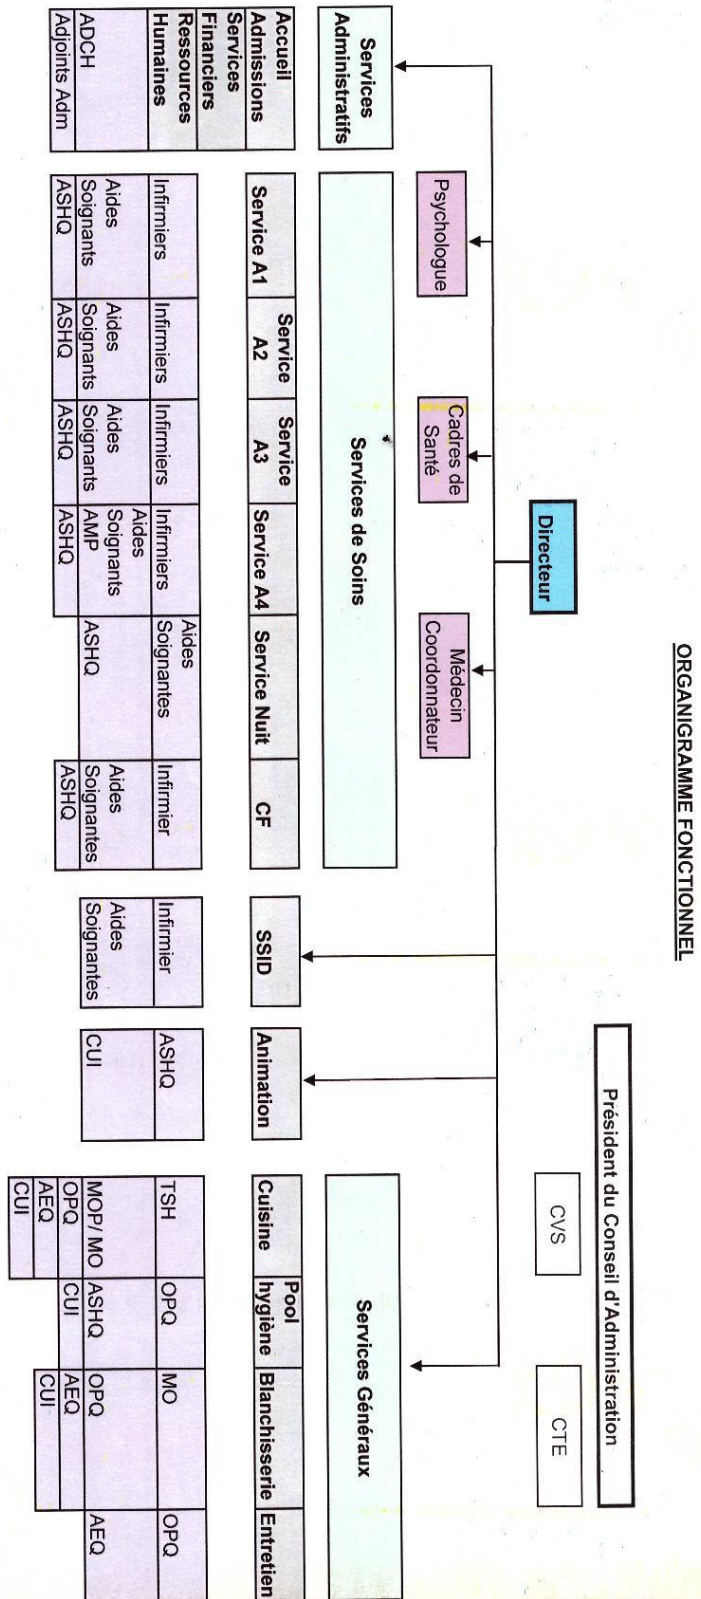 ORGANIGRAMME FONCTIONNEL
Président du Conseil d'Administration
CVS
CTE
Directeur
Psychologue
Cadres de
Santé
Médecin
Coordonnateur
Services
Administratifs
Services de Soins
Services Généraux
Accueil
Admissions
Services
Financiers
Ressources
Humaines
ADCH
Adjoints Adm
Service A1
Infirmiers
Aides
Soignants
ASHQ
Service
A2
Infirmiers
Aides
Soignants
ASHQ
Service
A3
Infirmiers
Aides
Soignants
ASHQ
Service A4
Infirmiers
Aides
Soignants
AMP
ASHQ
Service Nuit
Aides
Soignantes
ASHQ
CF
Infirmier
Aides
Soignantes
ASHQ
SSID
Infirmier
Aides
Soignantes
Animation
ASHQ
CUI
Cuisine
TSH
MOP/ MO
OPQ
AEQ
CUI
Pool
hygiène
OPQ
ASHQ
CUI
Blanchisserie
MO
OPQ
AEQ
CUI
Entretien
OPQ
AEQ